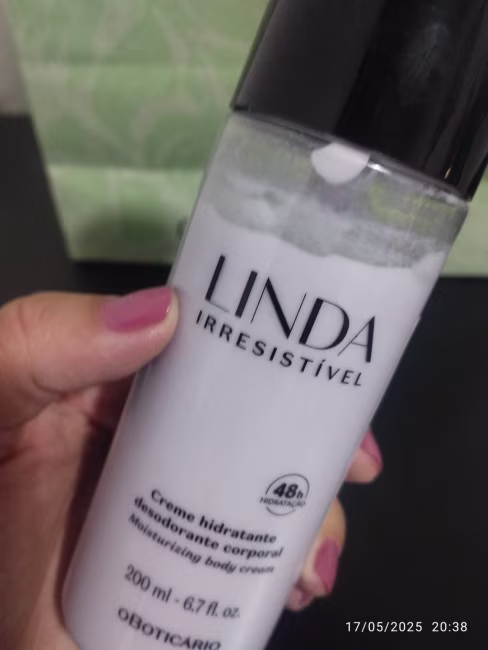 LINDA
IRRESISTÍVEL
48h
HIDRATAÇÃO
Creme hidratante
desodorante corporal
Moisturizing body cream
200 ml - 6.7 fl. oz.
oBOTICÁRIO
17/05/2025 20:38